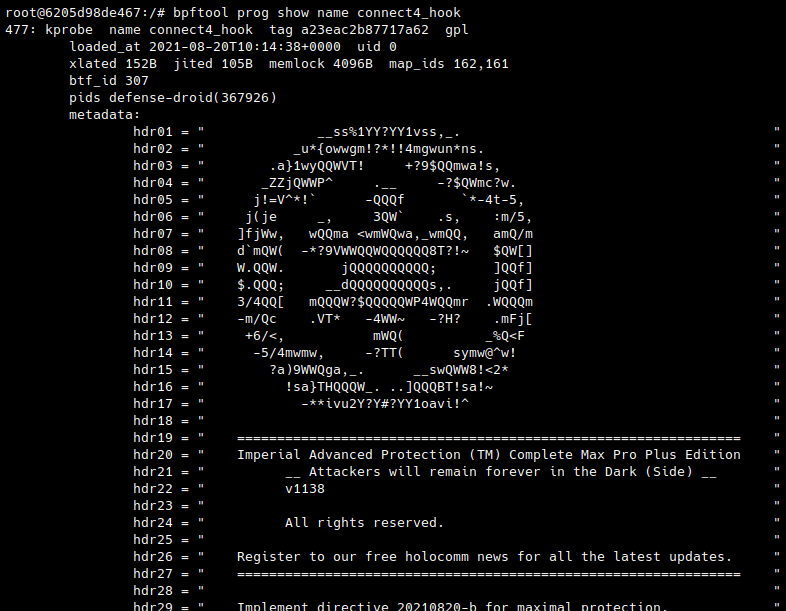 root@6205d98de467:/# bpftool prog show name connect4_hook
477: kprobe  name connect4_hook  tag a23eac2b87717a62  gpl
        loaded_at 2021-08-20T10:14:38+0000  uid 0
        xlated 152B  jited 105B  memlock 4096B  map_ids 162,161
        btf_id 307
        pids defense-droid(367926)
        metadata:
                hdr01 = "              __ss%1YY?YY1vss,_.                                       "
                hdr02 = "           _u*{owwgm!?*!!4mgwun*ns.                                    "
                hdr03 = "        .a}1wyQQWVT!     +?9$QQmwa!s,                                  "
                hdr04 = "       _ZZjQWWP^     .__     -?$QWmc?w.                                "
                hdr05 = "      j!=V^*!`      -QQQf       `*-4t-5,                               "
                hdr06 = "     j(je     _,     3QW`    .s,    :m/5,                              "
                hdr07 = "    ]fjWw,   wQQma <wmWQwa,_wmQQ,   amQ/m                              "
                hdr08 = "    d`mQW(  -*?9VWWQQWQQQQQQ8T?!~   $QW[]                              "
                hdr09 = "    W.QQW.       jQQQQQQQQQQ;       ]QQf]                              "
                hdr10 = "    $.QQQ;     __dQQQQQQQQQQs,.     jQQf]                              "
                hdr11 = "    3/4QQ[   mQQQW?$QQQQQWP4WQQmr  .WQQQm                              "
                hdr12 = "    -m/Qc    .VT*   -4WW~   -?H?    .mFj[                              "
                hdr13 = "     +6/<,           mWQ(          _%Q<F                               "
                hdr14 = "      -5/4mwmw,     -?TT(      symw@^w!                                "
                hdr15 = "        ?a)9WWQga,_.      __swQWW8!<2*                                 "
                hdr16 = "          !sa}THQQQW_. ..]QQQBT!sa!~                                   "
                hdr17 = "            -**ivu2Y?Y#?YY1oavi!^                                      "
                hdr18 = "                                                                       "
                hdr19 = "    ===============================================================    "
                hdr20 = "    Imperial Advanced Protection (TM) Complete Max Pro Plus Edition    "
                hdr21 = "          __ Attackers will remain forever in the Dark (Side) __       "
                hdr22 = "          v1138                                                        "
                hdr23 = "                                                                       "
                hdr24 = "          All rights reserved.                                         "
                hdr25 = "                                                                       "
                hdr26 = "    Register to our free holocomm news for all the latest updates.     "
                hdr27 = "    ===============================================================    "
                hdr28 = "                                                                       "
                hdr29 = "    Implement directive 20210820-b for maximal protection.             "